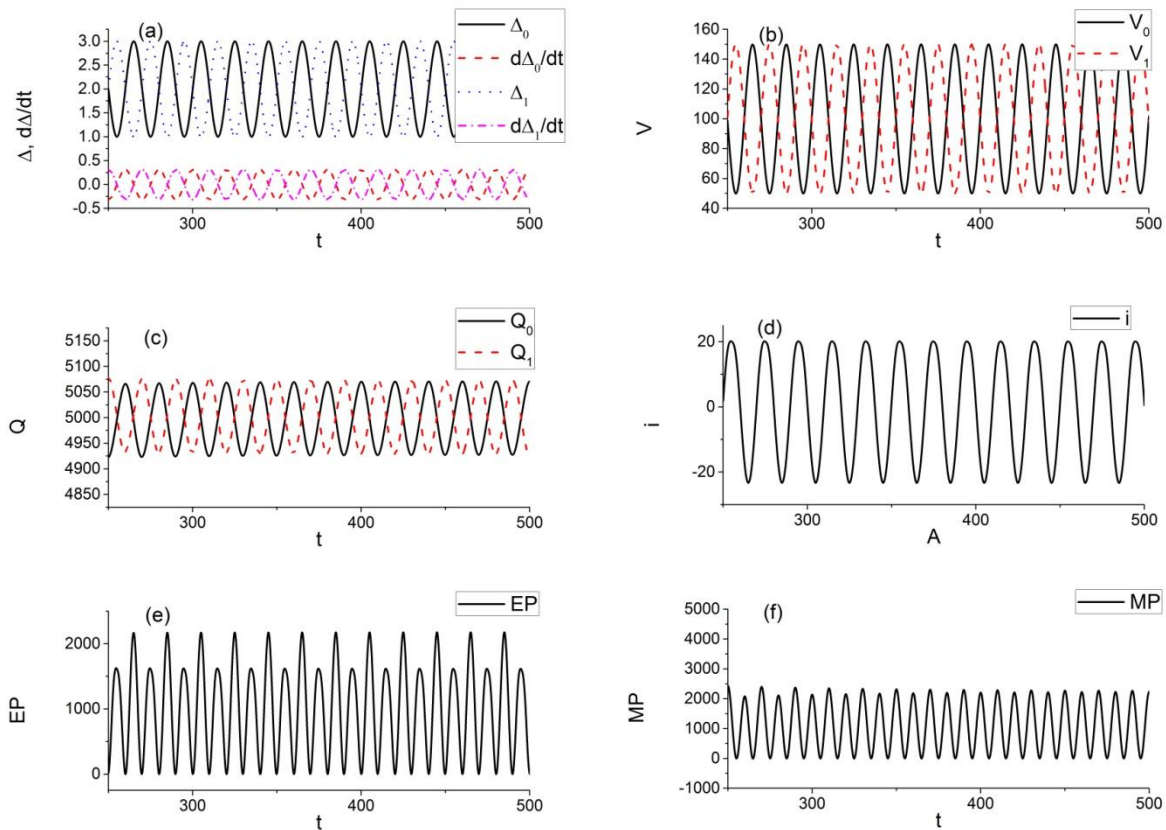 (a)
Δ₀
dΔ₀/dt
Δ₁
dΔ₁/dt
Δ, dΔ/dt
3.0
2.5
2.0
1.5
1.0
0.5
0.0
-0.5
300 400 500
t
(b)
V₀
V₁
V
160
140
120
100
80
60
40
300 400 500
t
(c)
Q₀
Q₁
Q
5150
5100
5050
5000
4950
4900
4850
300 400 500
t
(d)
i
i
20
0
-20
300 400 500
A
(e)
EP
EP
2000
1000
0
300 400 500
t
(f)
MP
MP
5000
4000
3000
2000
1000
0
-1000
300 400 500
t